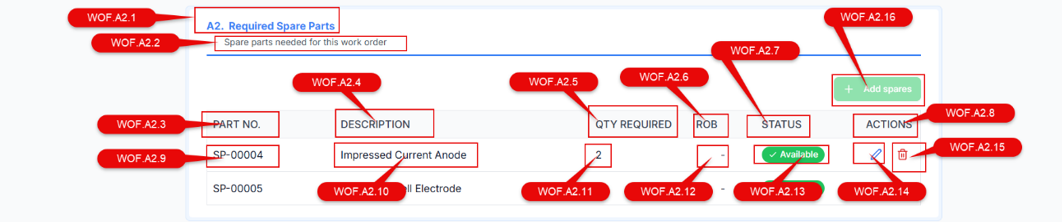 WOF.A2.1
WOF.A2.16
A2. Required Spare Parts
WOF.A2.2
Spare parts needed for this work order
WOF.A2.7
WOF.A2.4
WOF.A2.5
WOF.A2.6
+ Add spares
WOF.A2.8
WOF.A2.3
PART NO.
DESCRIPTION
QTY REQUIRED
ROB
STATUS
ACTIONS
WOF.A2.15
WOF.A2.9
SP-00004
Impressed Current Anode
2
-
✓ Available
SP-00005
WOF.A2.10
ll Electrode
WOF.A2.11
WOF.A2.12
-
WOF.A2.13
WOF.A2.14